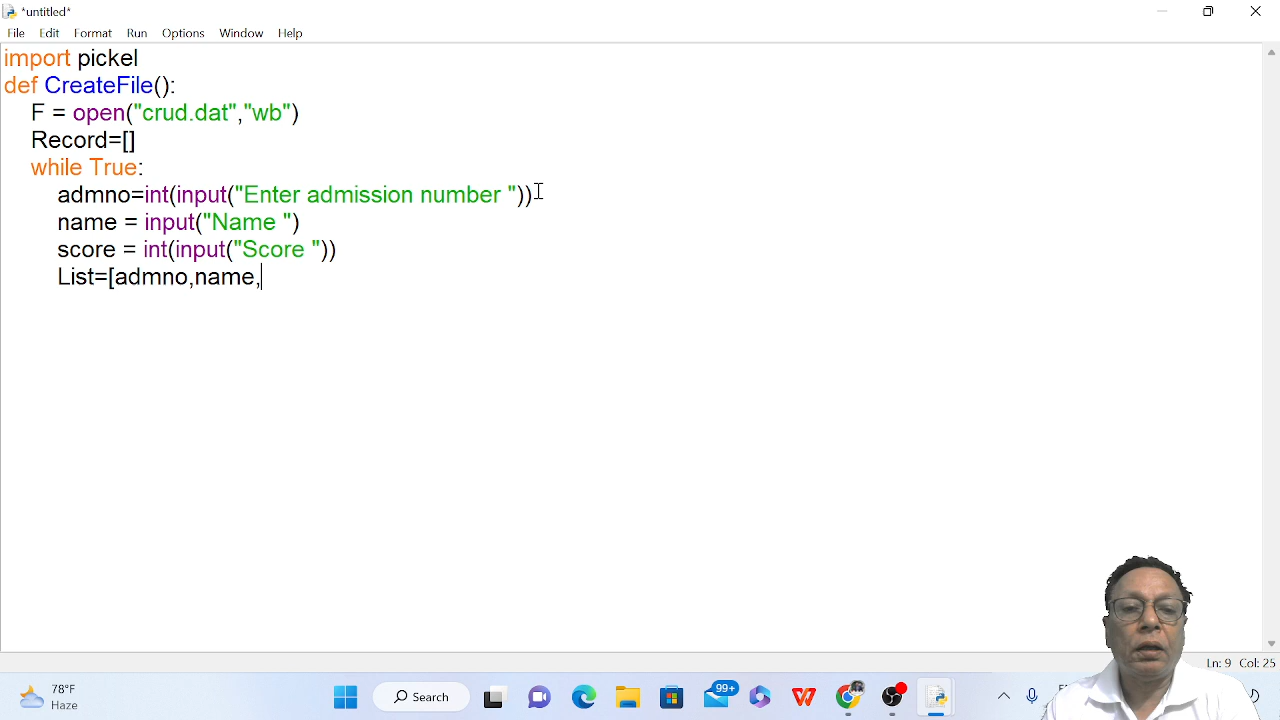 *untitled*
File Edit Format Run Options Window Help
import pickel
def CreateFile():
F = open("crud.dat","wb")
Record=[]
while True:
admno=int(input("Enter admission number "))
name = input("Name ")
score = int(input("Score "))
List=[admno,name,
Ln: 9 Col: 25
78°F
Haze
Search
99+